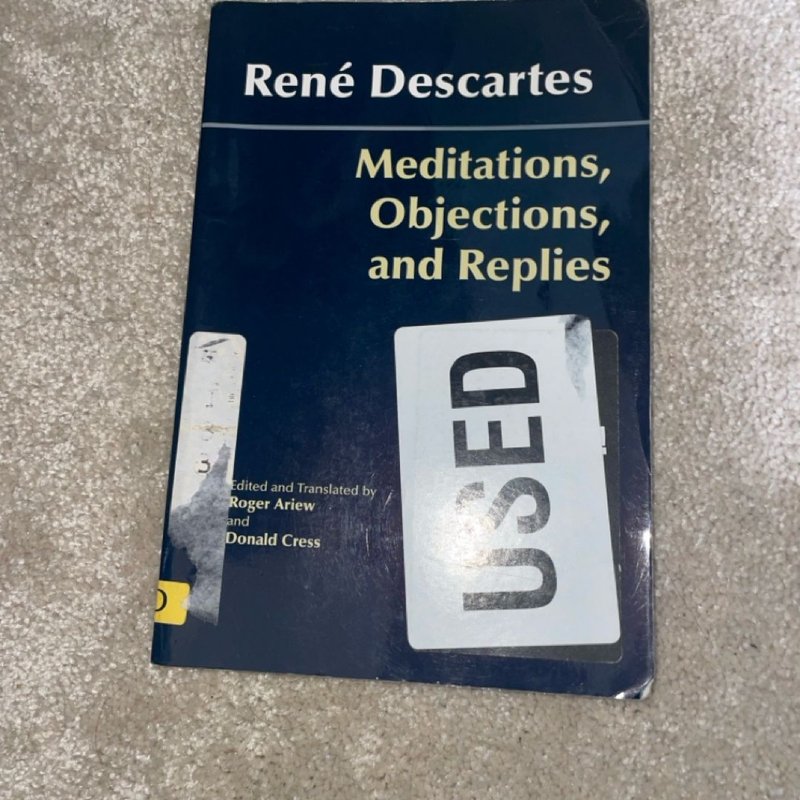 René Descartes
Meditations,
Objections,
and Replies
USED
Edited and Translated by
Roger Ariew
and
Donald Cress